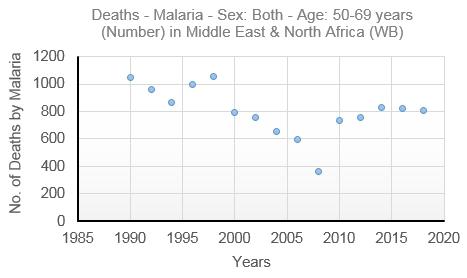 Deaths - Malaria - Sex: Both - Age: 50-69 years
(Number) in Middle East & North Africa (WB)
1200
1000
800
600
400
200
0
No. of Deaths by Malaria
1985 1990 1995 2000 2005 2010 2015 2020
Years